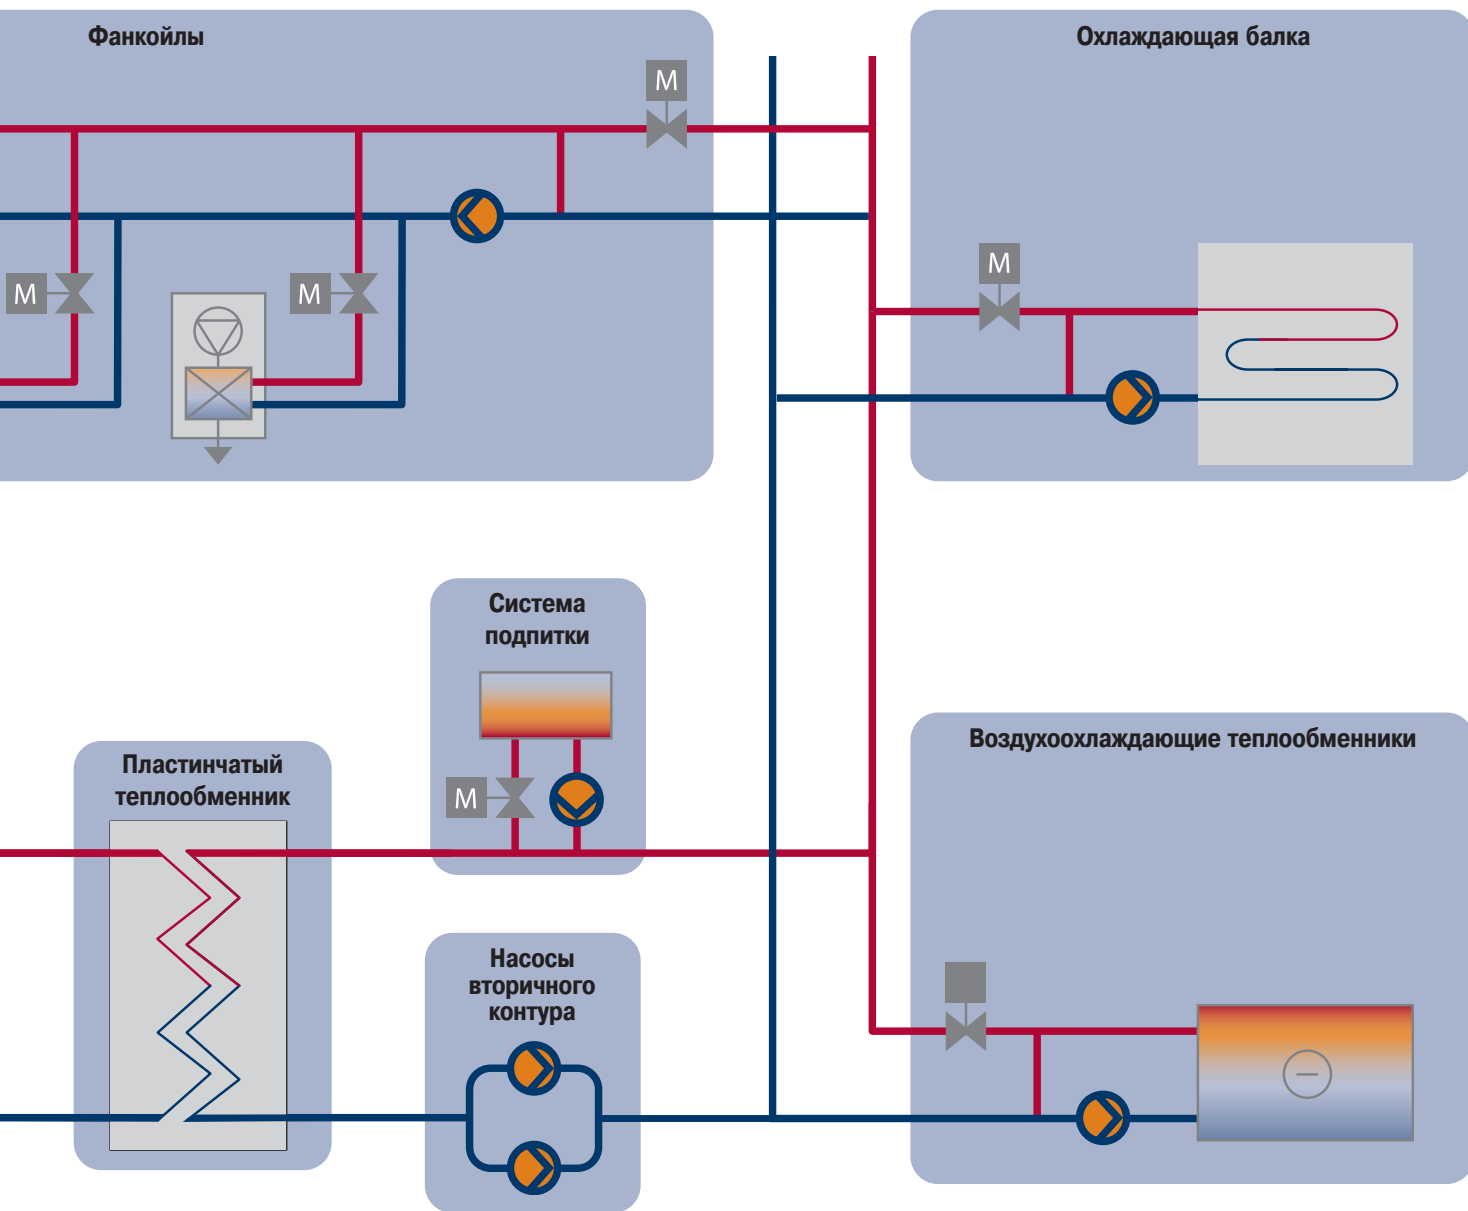 Фанкойлы
Охлаждающая балка
M
M
M
M
Система
подпитки
Воздухоохлаждающие теплообменники
Пластинчатый
теплообменник
M
Насосы
вторичного
контура